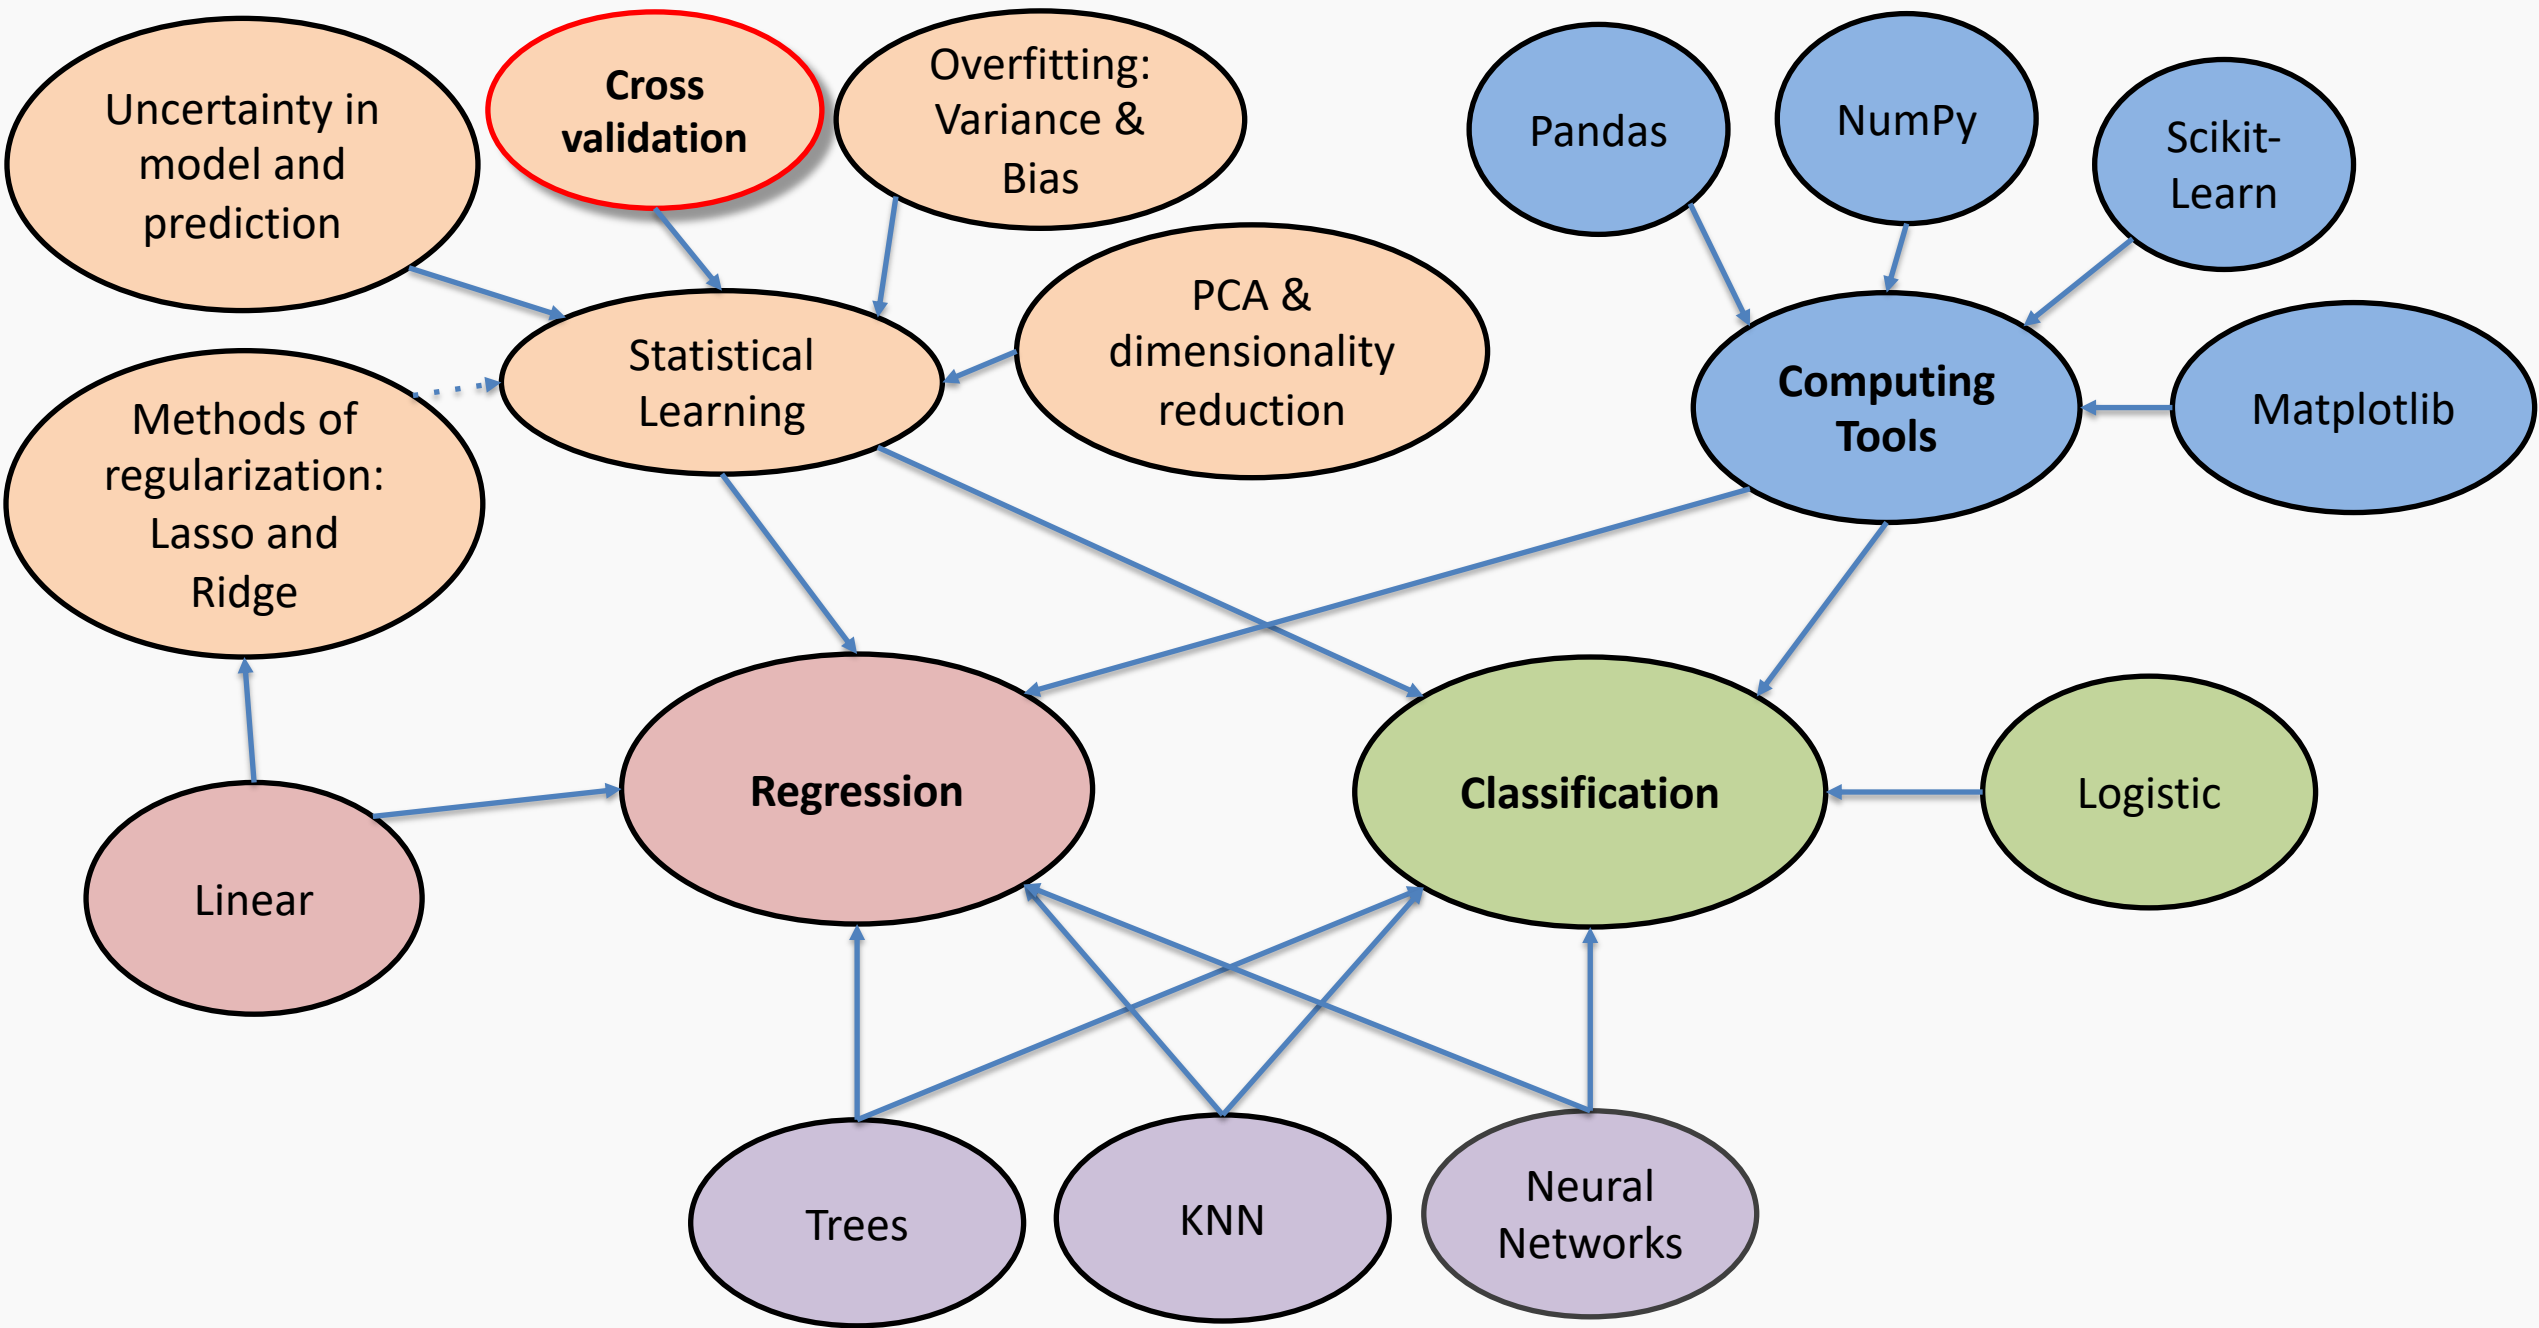 Uncertainty in
model and
prediction
Cross
validation
Overfitting:
Variance &
Bias
Pandas
NumPy
Scikit-
Learn
PCA &
dimensionality
reduction
Statistical
Learning
Computing
Tools
Matplotlib
Methods of
regularization:
Lasso and
Ridge
Regression
Classification
Logistic
Linear
Trees
KNN
Neural
Networks